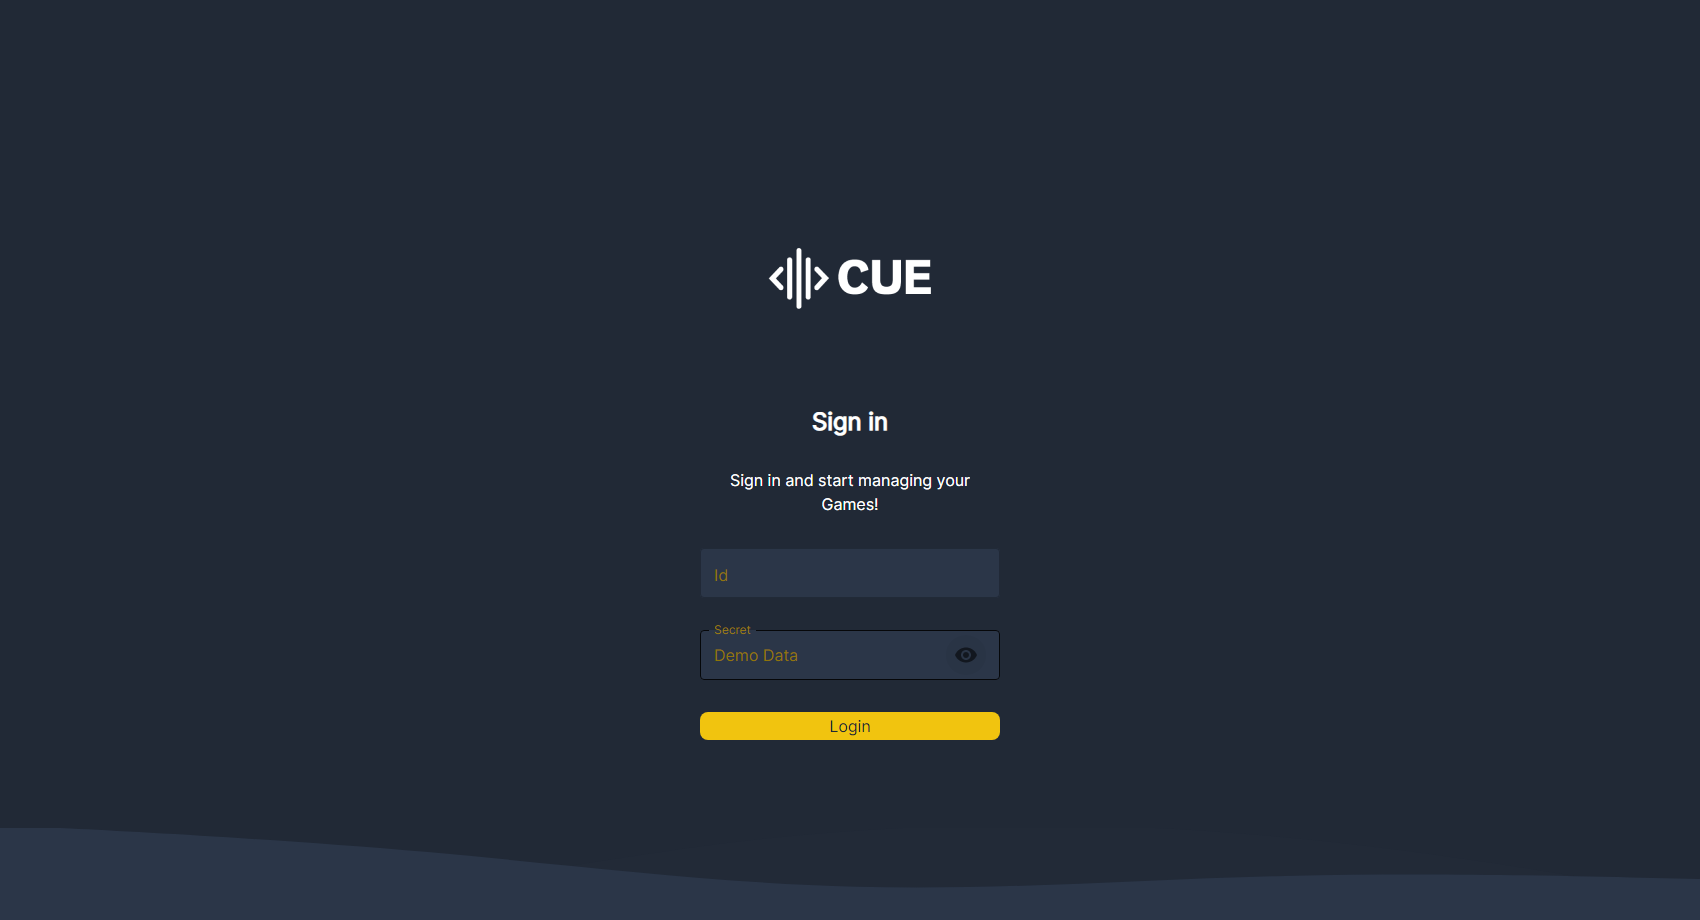 CUE
Sign in
Sign in and start managing your
Games!
Id
Secret
Demo Data
Login